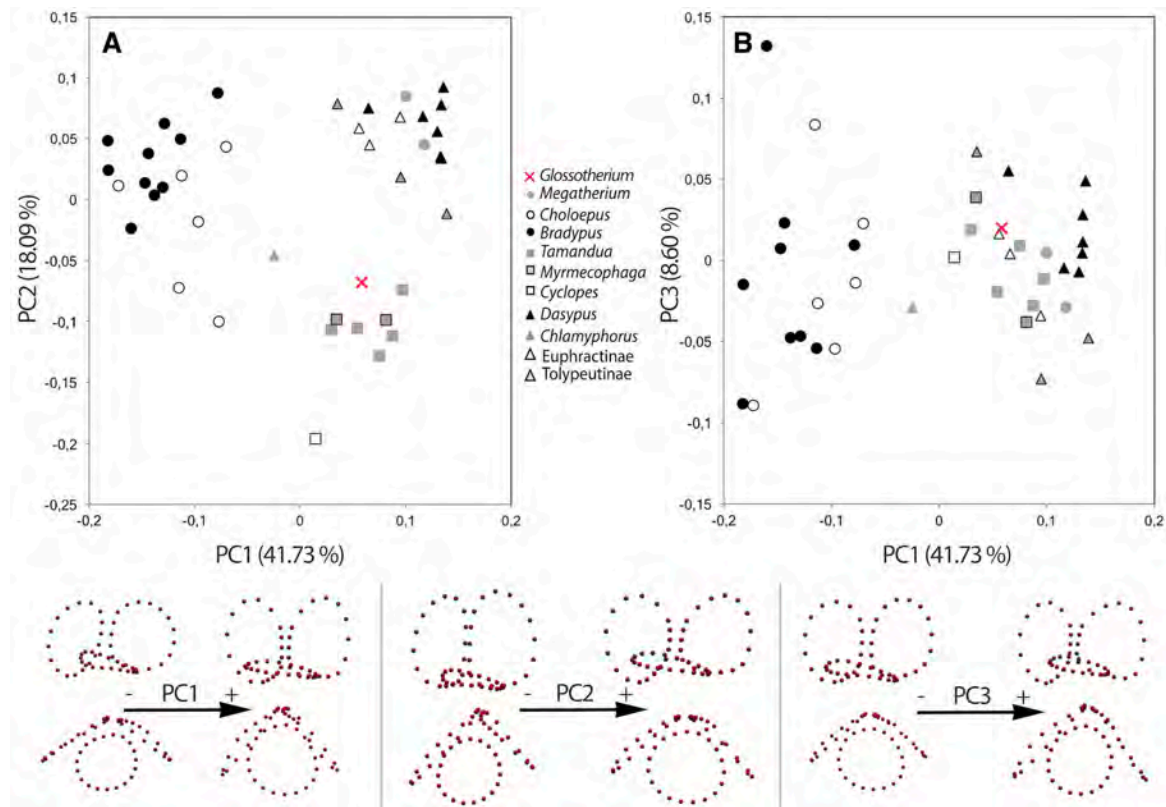 A
0,15
0,1
0,05
0
-0,05
-0,1
-0,15
-0,2
-0,25
PC2 (18.09 %)
-0,2
-0,1
0
0,1
0,2
PC1 (41.73 %)
Glossotherium
Megatherium
Choloepus
Bradypus
Tamandua
Myrmecophaga
Cyclopes
Dasypus
Chlamyphorus
Euphractinae
Tolypeutinae
B
0,15
0,1
0,05
0
-0,05
-0,1
-0,15
PC3 (8.60 %)
-0,2
-0,1
0
0,1
0,2
PC1 (41.73 %)
- PC1 +
- PC2 +
- PC3 +